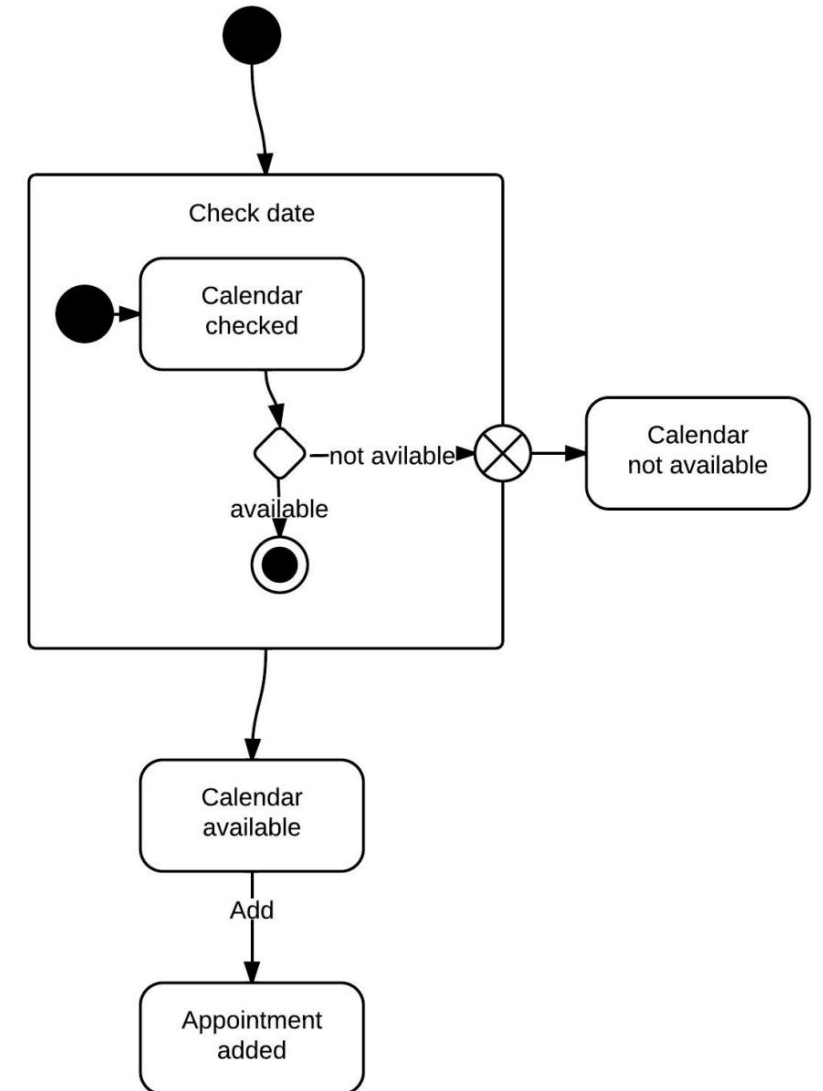 Check date
Calendar
checked
not avilable
available
Calendar
not available
Calendar
available
Add
Appointment
added